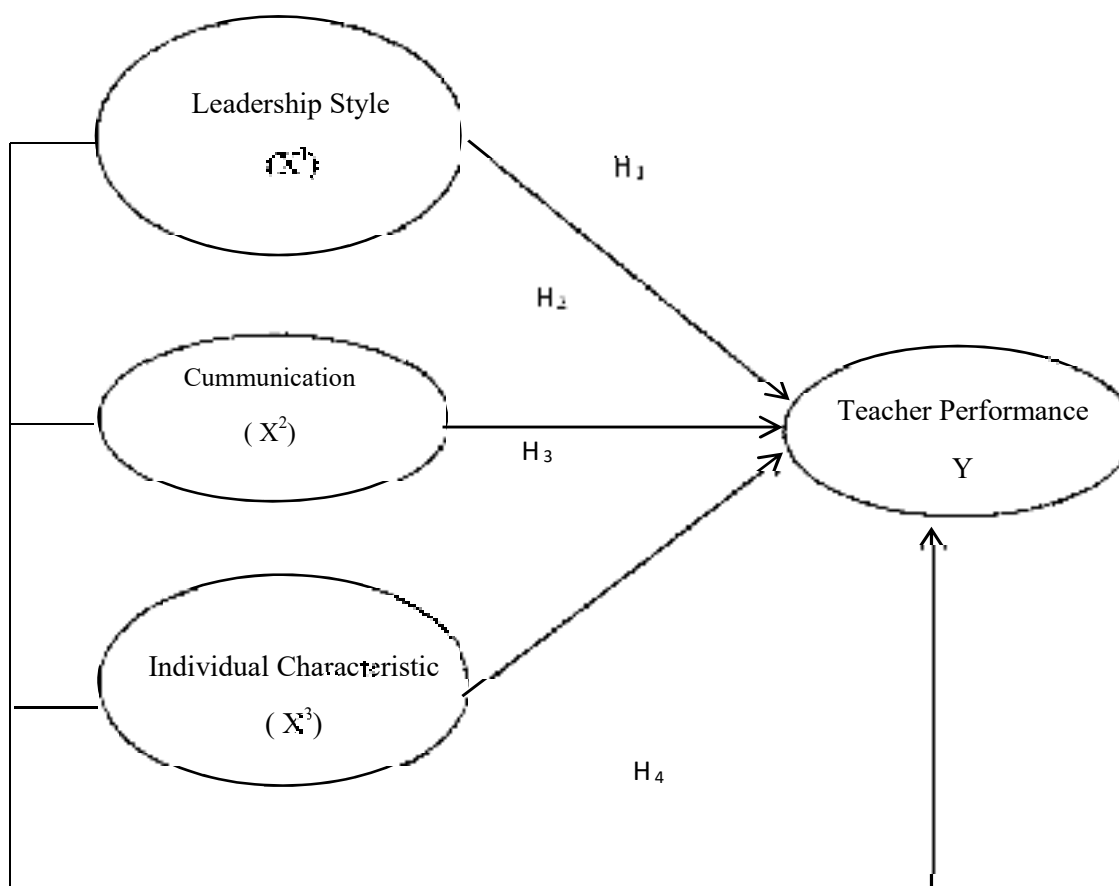 Leadership Style
(X¹)
H₁
H₂
Cummunication
( X²)
Teacher Performance
Y
H₃
Individual Characteristic
( X³)
H₄